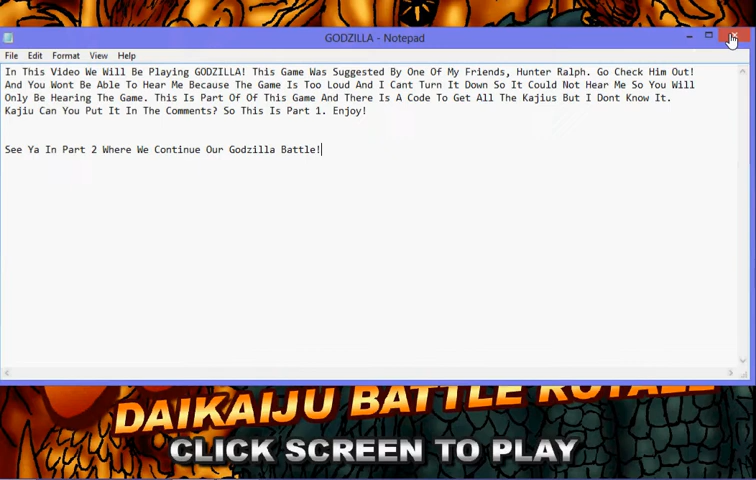 GODZILLA - Notepad
File Edit Format View Help
In This Video We Will Be Playing GODZILLA! This Game Was Suggested By One Of My Friends, Hunter Ralph. Go Check Him Out!
And You Wont Be Able To Hear Me Because The Game Is Too Loud And I Cant Turn It Down So It Could Not Hear Me So You Will
Only Be Hearing The Game. This Is Part Of Of This Game And There Is A Code To Get All The Kajius But I Dont Know It.
Kajiu Can You Put It In The Comments? So This Is Part 1. Enjoy!
See Ya In Part 2 Where We Continue Our Godzilla Battle!
DAIKAIJU BATTLE ROYALE
CLICK SCREEN TO PLAY